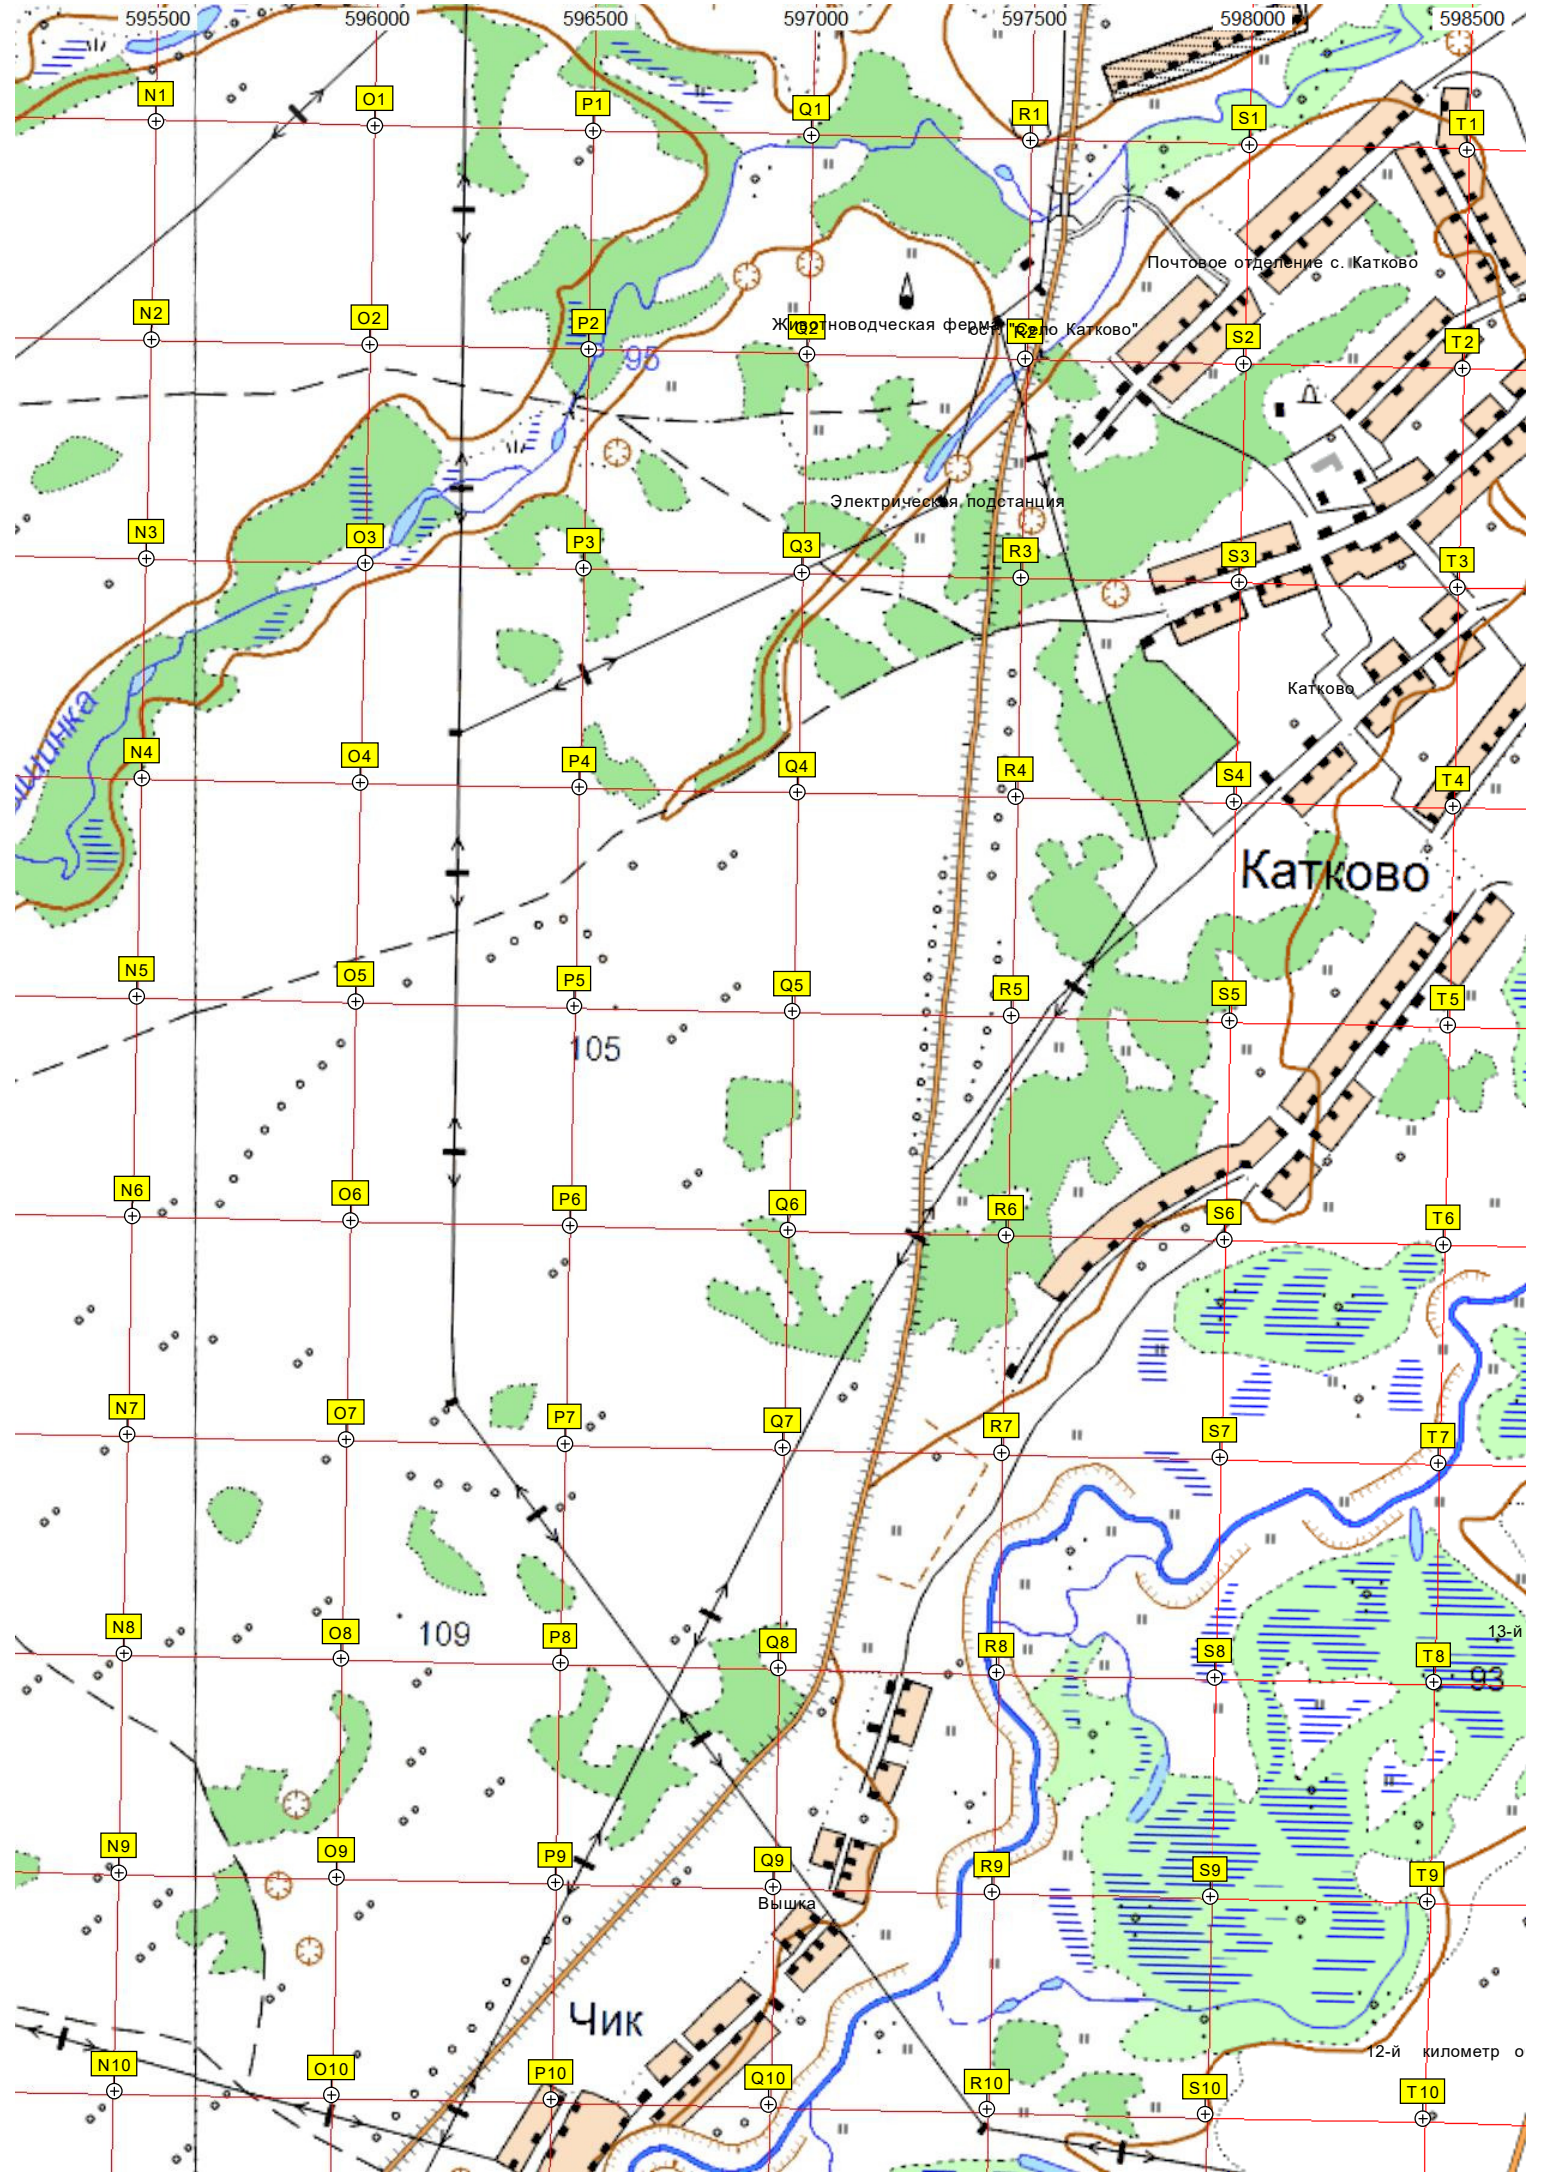 595500 596000 596500 597000 597500 598000 598500
N1 O1 P1 Q1 R1 S1 T1
Почтовое отделение с. Катково
N2 O2 P2 Q2 R2 S2 T2
Животноводческая ферма
ост. "Село Катково"
95
Электрическая подстанция
N3 O3 P3 Q3 R3 S3 T3
Катково
шинка
N4 O4 P4 Q4 R4 S4 T4
Катково
N5 O5 P5 Q5 R5 S5 T5
105
N6 O6 P6 Q6 R6 S6 T6
N7 O7 P7 Q7 R7 S7 T7
109
13-й
N8 O8 P8 Q8 R8 S8 T8
93
N9 O9 P9 Q9 R9 S9 T9
Вышка
Чик
12-й километр о
N10 O10 P10 Q10 R10 S10 T10